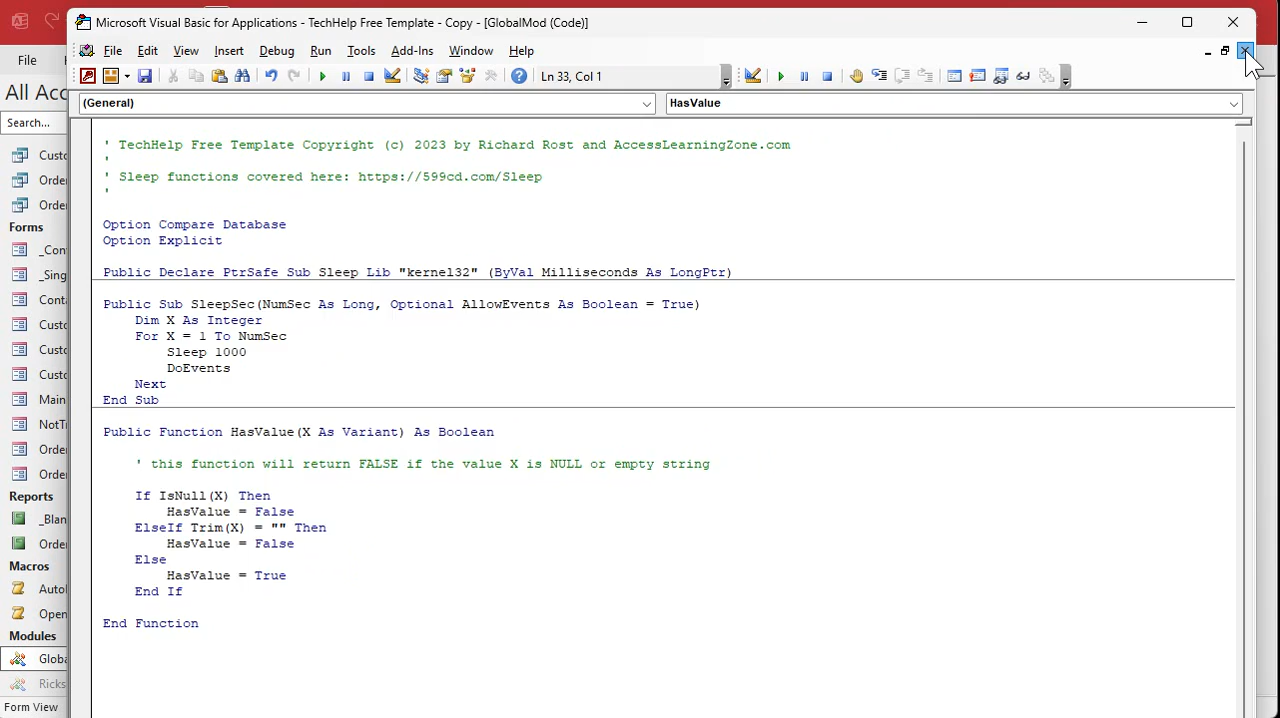 Microsoft Visual Basic for Applications - TechHelp Free Template - Copy - [GlobalMod (Code)]
File Edit View Insert Debug Run Tools Add-Ins Window Help
Ln 33, Col 1
(General)
HasValue
' TechHelp Free Template Copyright (c) 2023 by Richard Rost and AccessLearningZone.com
'
' Sleep functions covered here: https://599cd.com/Sleep
'
Option Compare Database
Option Explicit
Public Declare PtrSafe Sub Sleep Lib "kernel32" (ByVal Milliseconds As LongPtr)
Public Sub SleepSec(NumSec As Long, Optional AllowEvents As Boolean = True)
Dim X As Integer
For X = 1 To NumSec
Sleep 1000
DoEvents
Next
End Sub
Public Function HasValue(X As Variant) As Boolean
' this function will return FALSE if the value X is NULL or empty string
If IsNull(X) Then
HasValue = False
ElseIf Trim(X) = "" Then
HasValue = False
Else
HasValue = True
End If
End Function
File
All Acc
Search...
Custo
Orde
Orde
Forms
_Con
_Sing
Conta
Custo
Custo
Custo
Main
NotT
Orde
Orde
Reports
_Blan
Orde
Macros
Autol
Open
Modules
Globa
Ricks
Form View